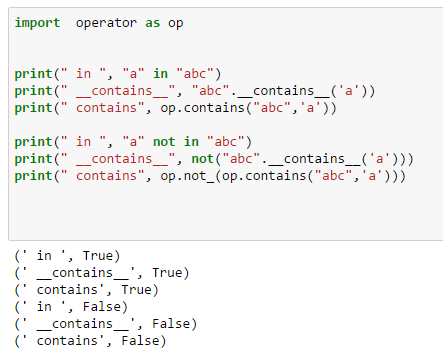 import  operator as op
print(" in ", "a" in "abc")
print(" __contains__", "abc".__contains__('a'))
print(" contains", op.contains("abc",'a'))
print(" in ", "a" not in "abc")
print(" __contains__", not("abc".__contains__('a')))
print(" contains", op.not_(op.contains("abc",'a')))
(' in ', True)
(' __contains__', True)
(' contains', True)
(' in ', False)
(' __contains__', False)
(' contains', False)